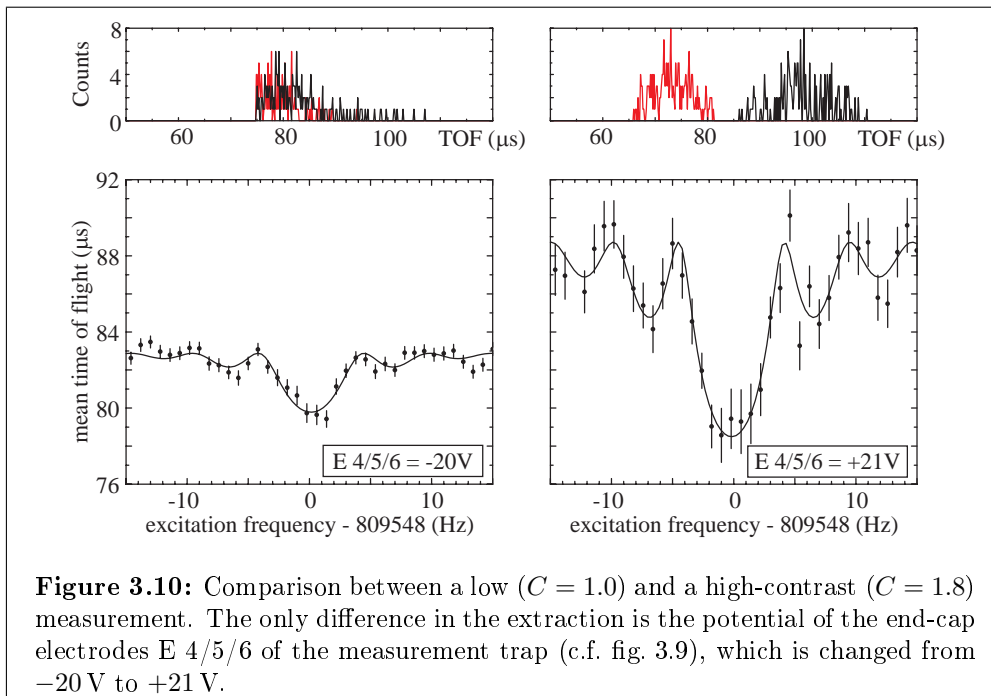 8
4
0
Counts
60
80
100
TOF (μs)
60
80
100
TOF (μs)
92
88
84
80
76
mean time of flight (μs)
E 4/5/6 = -20V
E 4/5/6 = +21V
-10
0
10
-10
0
10
excitation frequency - 809548 (Hz)
excitation frequency - 809548 (Hz)
Figure 3.10: Comparison between a low (C = 1.0) and a high-contrast (C = 1.8)
measurement. The only difference in the extraction is the potential of the end-cap
electrodes E 4/5/6 of the measurement trap (c.f. fig. 3.9), which is changed from
−20 V to +21 V.